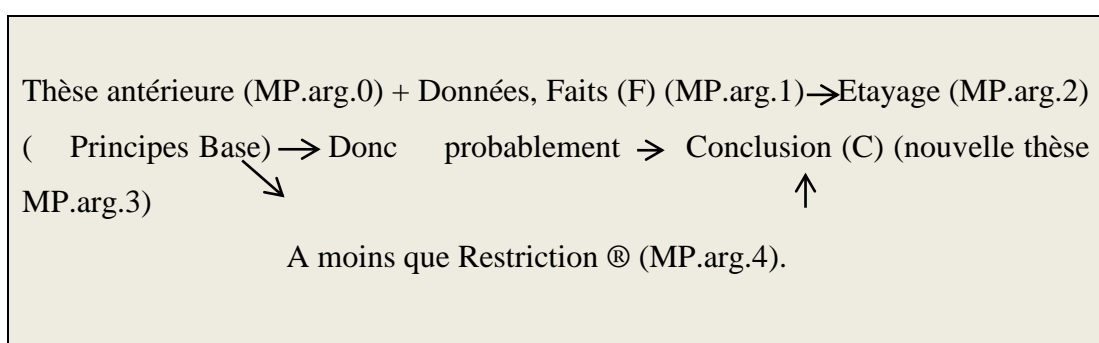 Thèse antérieure (MP.arg.0) + Données, Faits (F) (MP.arg.1)→Etayage (MP.arg.2)
( Principes Base) → Donc probablement → Conclusion (C) (nouvelle thèse
MP.arg.3)
A moins que Restriction ® (MP.arg.4).